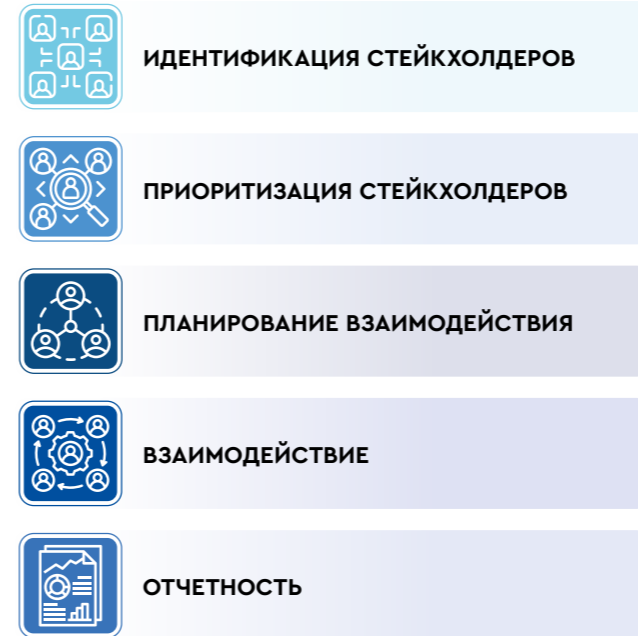 ИДЕНТИФИКАЦИЯ СТЕЙКХОЛДЕРОВ
ПРИОРИТИЗАЦИЯ СТЕЙКХОЛДЕРОВ
ПЛАНИРОВАНИЕ ВЗАИМОДЕЙСТВИЯ
ВЗАИМОДЕЙСТВИЕ
ОТЧЕТНОСТЬ